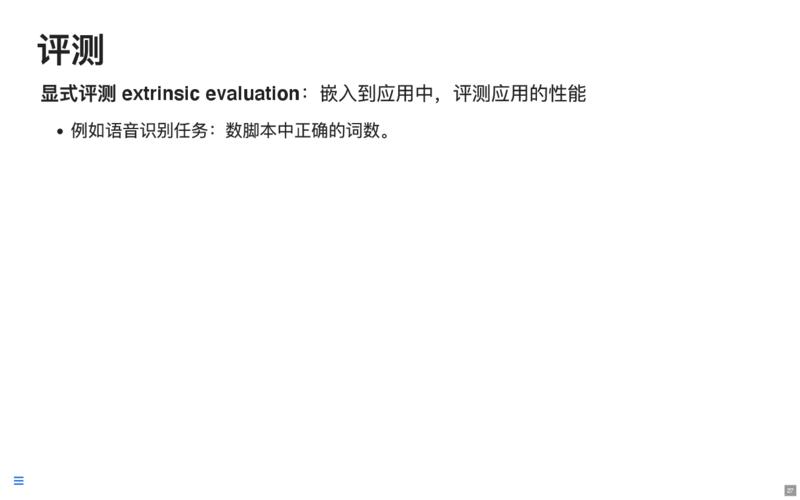 评测
显式评测 extrinsic evaluation：嵌入到应用中，评测应用的性能
• 例如语音识别任务：数脚本中正确的词数。
27